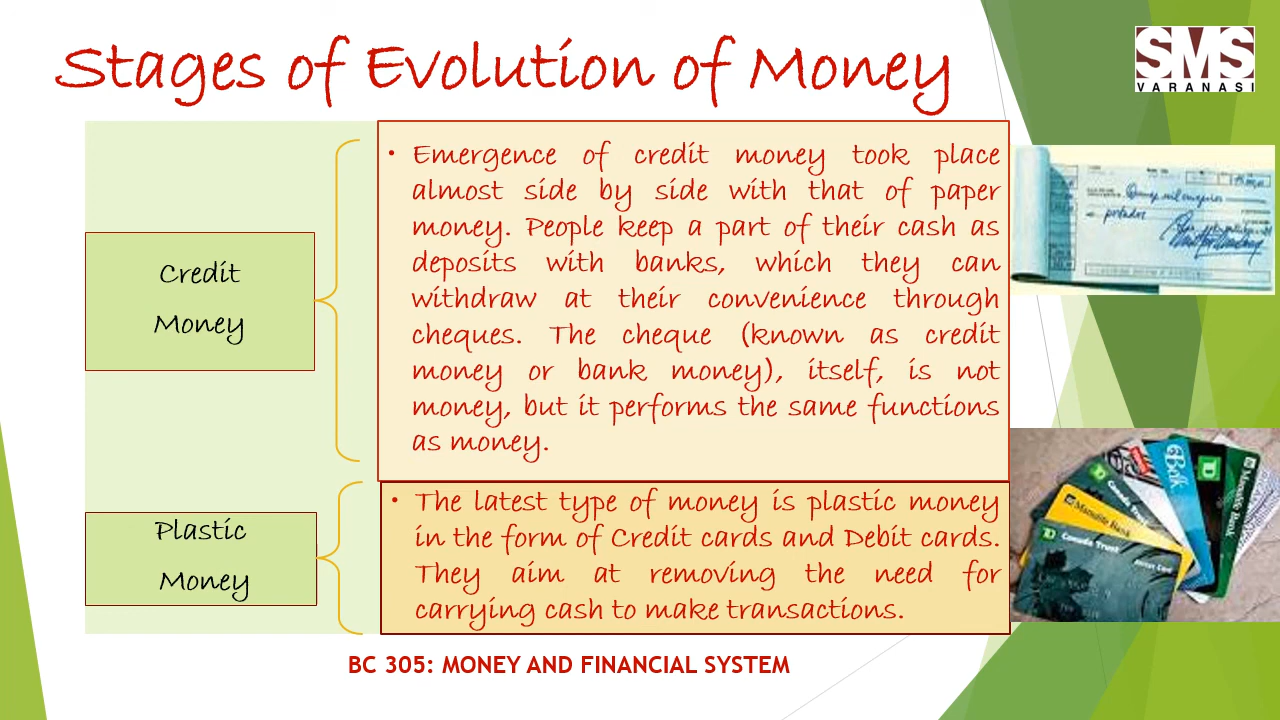 Stages of Evolution of Money
SMS
VARANASI
Credit
Money
• Emergence of credit money took place
almost side by side with that of paper
money. People keep a part of their cash as
deposits with banks, which they can
withdraw at their convenience through
cheques. The cheque (known as credit
money or bank money), itself, is not
money, but it performs the same functions
as money.
Plastic
Money
• The latest type of money is plastic money
in the form of Credit cards and Debit cards.
They aim at removing the need for
carrying cash to make transactions.
Manulife Bank
Canada Trust
BC 305: MONEY AND FINANCIAL SYSTEM